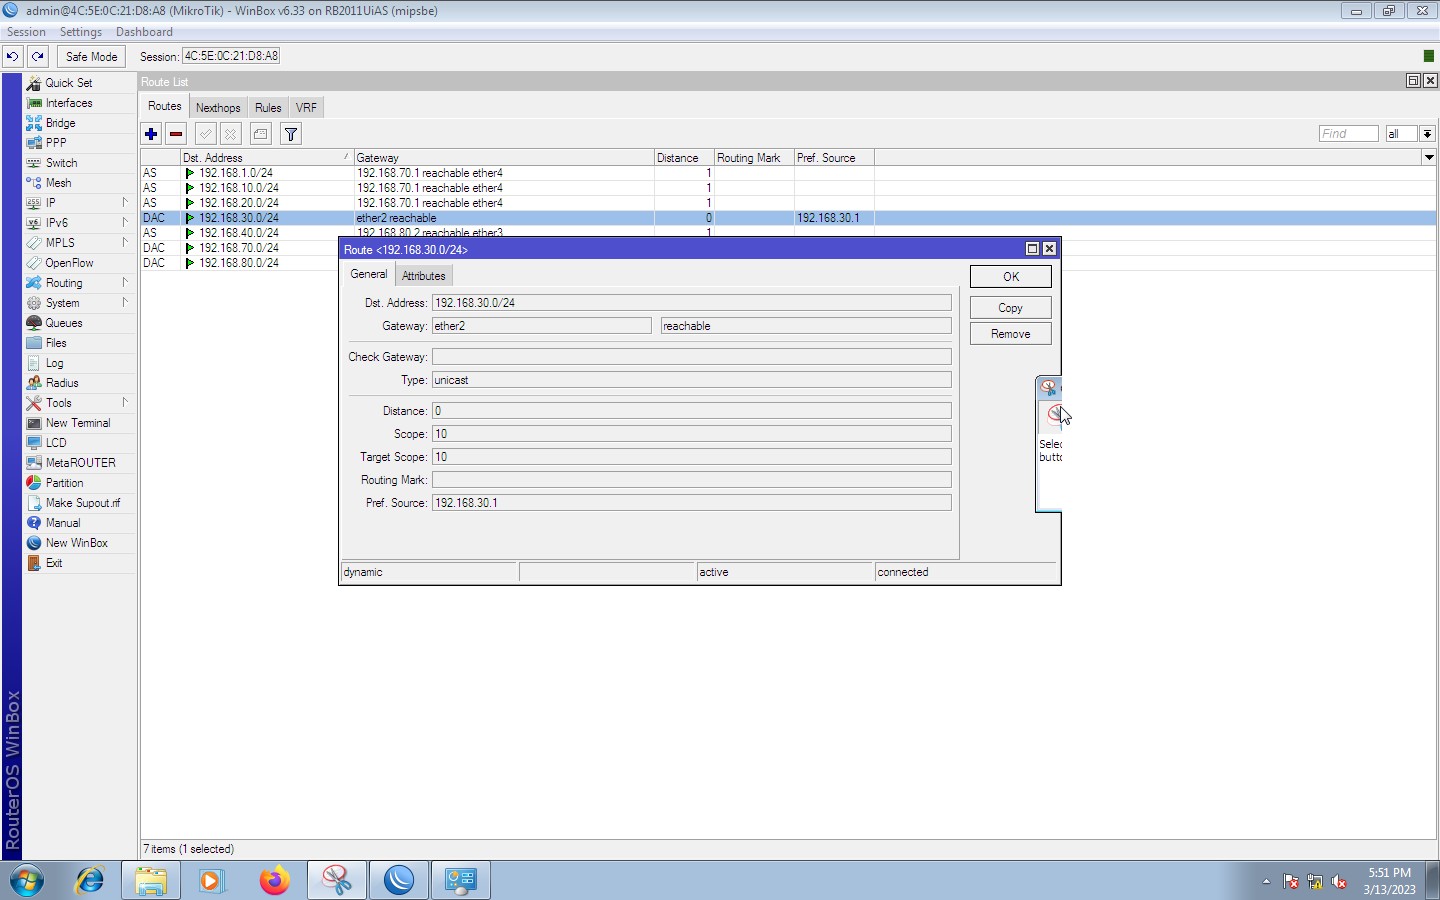 admin@4C:5E:0C:21:D8:A8 (MikroTik) - WinBox v6.33 on RB2011UiAS (mipsbe)
Session Settings Dashboard
Safe Mode Session: 4C:5E:0C:21:D8:A8
Quick Set
Interfaces
Bridge
PPP
Switch
Mesh
IP
IPv6
MPLS
OpenFlow
Routing
System
Queues
Files
Log
Radius
Tools
New Terminal
LCD
MetaROUTER
Partition
Make Supout.rif
Manual
New WinBox
Exit
RouterOS WinBox
Route List
Routes Nexthops Rules VRF
Find all
Dst. Address Gateway Distance Routing Mark Pref. Source
AS 192.168.1.0/24 192.168.70.1 reachable ether4 1
AS 192.168.10.0/24 192.168.70.1 reachable ether4 1
AS 192.168.20.0/24 192.168.70.1 reachable ether4 1
DAC 192.168.30.0/24 ether2 reachable 0 192.168.30.1
AS 192.168.40.0/24 192.168.80.2 reachable ether3 1
DAC 192.168.70.0/24
DAC 192.168.80.0/24
Route <192.168.30.0/24>
General Attributes
Dst. Address: 192.168.30.0/24
Gateway: ether2 reachable
Check Gateway:
Type: unicast
Distance: 0
Scope: 10
Target Scope: 10
Routing Mark:
Pref. Source: 192.168.30.1
OK
Copy
Remove
Selec
butto
dynamic active connected
7 items (1 selected)
5:51 PM
3/13/2023